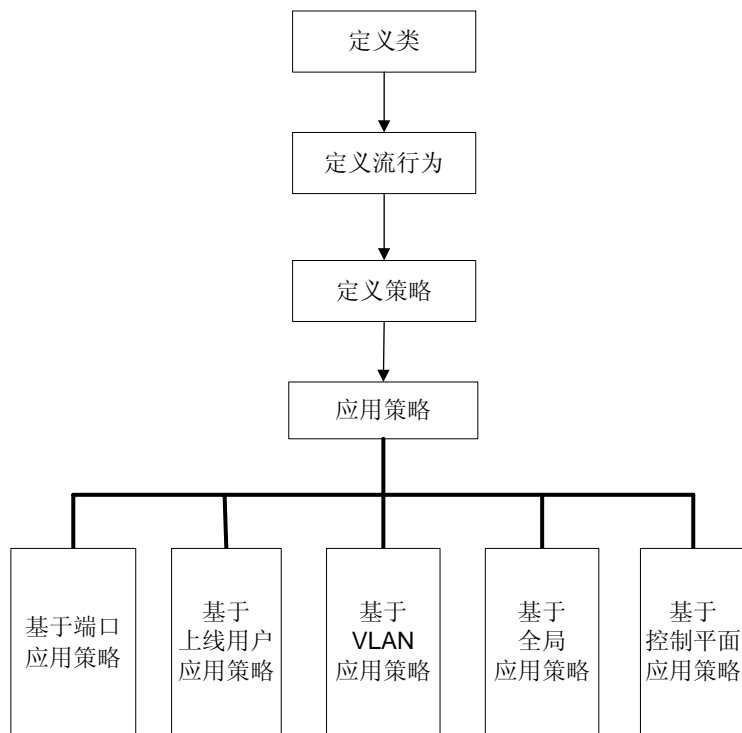 定义类
定义流行为
定义策略
应用策略
基于端口
应用策略
基于
上线用户
应用策略
基于
VLAN
应用策略
基于
全局
应用策略
基于
控制平面
应用策略